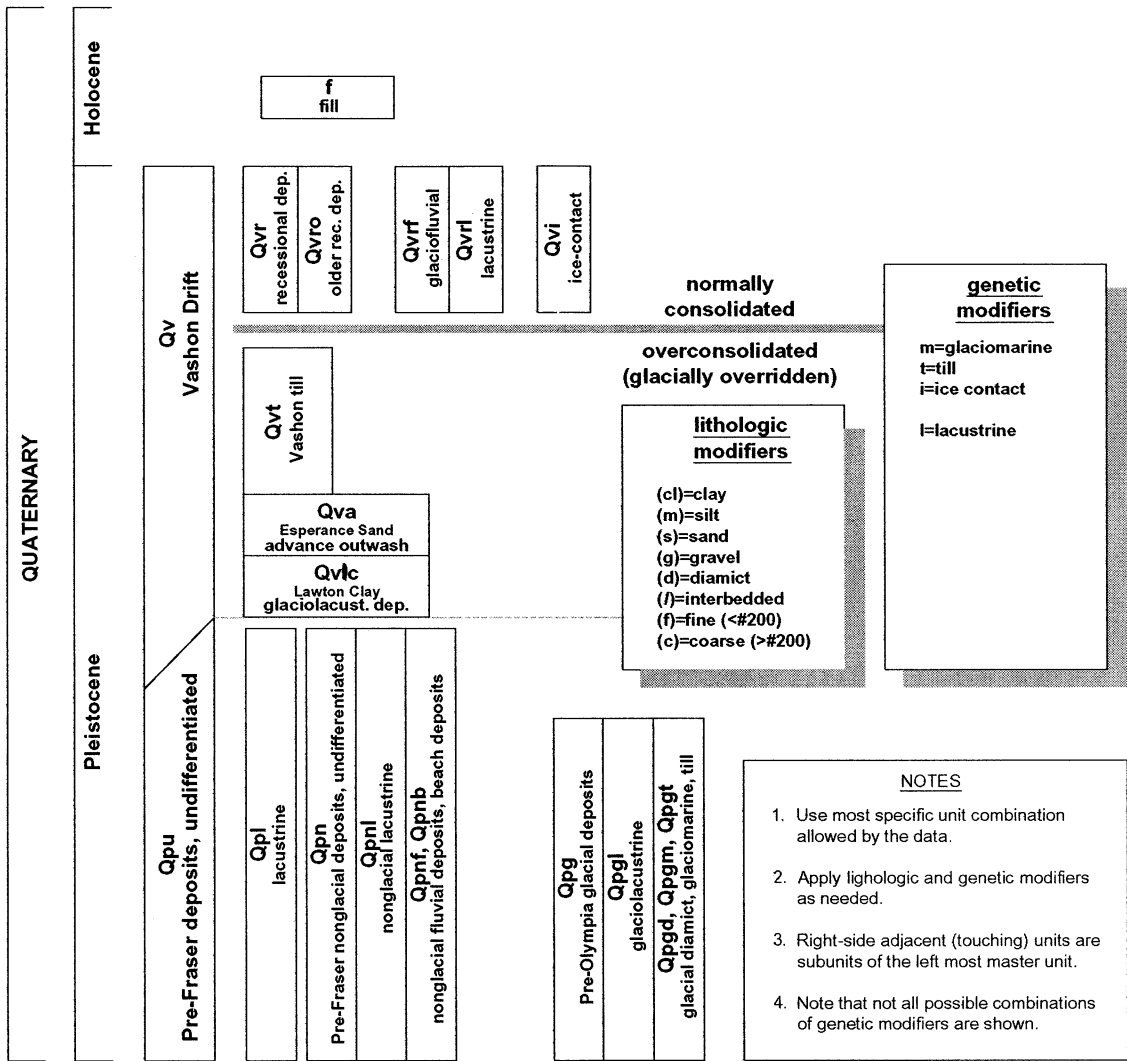 QUATERNARY
Holocene
Pleistocene
f
fill
Qv
Vashon Drift
Qvr
recessional dep.
Qvro
older rec. dep.
Qvrf
glaciofluvial
Qvrl
lacustrine
Qvi
ice-contact
normally
consolidated
overconsolidated
(glacially overridden)
genetic
modifiers
m=glaciomarine
t=till
i=ice contact
l=lacustrine
Qvt
Vashon till
Qva
Esperance Sand
advance outwash
Qvlc
Lawton Clay
glaciolacust. dep.
lithologic
modifiers
(cl)=clay
(m)=silt
(s)=sand
(g)=gravel
(d)=diamict
(l)=interbedded
(f)=fine (<#200)
(c)=coarse (>#200)
Qpu
Pre-Fraser deposits, undifferentiated
Qpl
lacustrine
Qpn
Pre-Fraser nonglacial deposits, undifferentiated
Qpnl
nonglacial lacustrine
Qpnf, Qpnb
nonglacial fluvial deposits, beach deposits
Qpg
Pre-Olympia glacial deposits
Qpgl
glaciolacustrine
Qpgd, Qpgm, Qpgt
glacial diamict, glaciomarine, till
NOTES
1. Use most specific unit combination
allowed by the data.
2. Apply lighologic and genetic modifiers
as needed.
3. Right-side adjacent (touching) units are
subunits of the left most master unit.
4. Note that not all possible combinations
of genetic modifiers are shown.